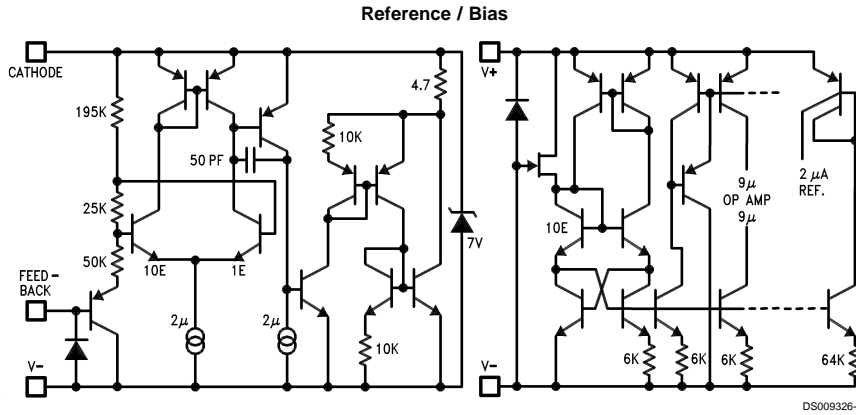 Reference / Bias
CATHODE
195K
50 PF
25K
50K
10E
1E
FEED-
BACK
2μ
2μ
V-
4.7
10K
10K
7V
V+
10E
9μ
OP AMP
9μ
2 μA
REF.
6K
6K
6K
64K
V-
DS009326-